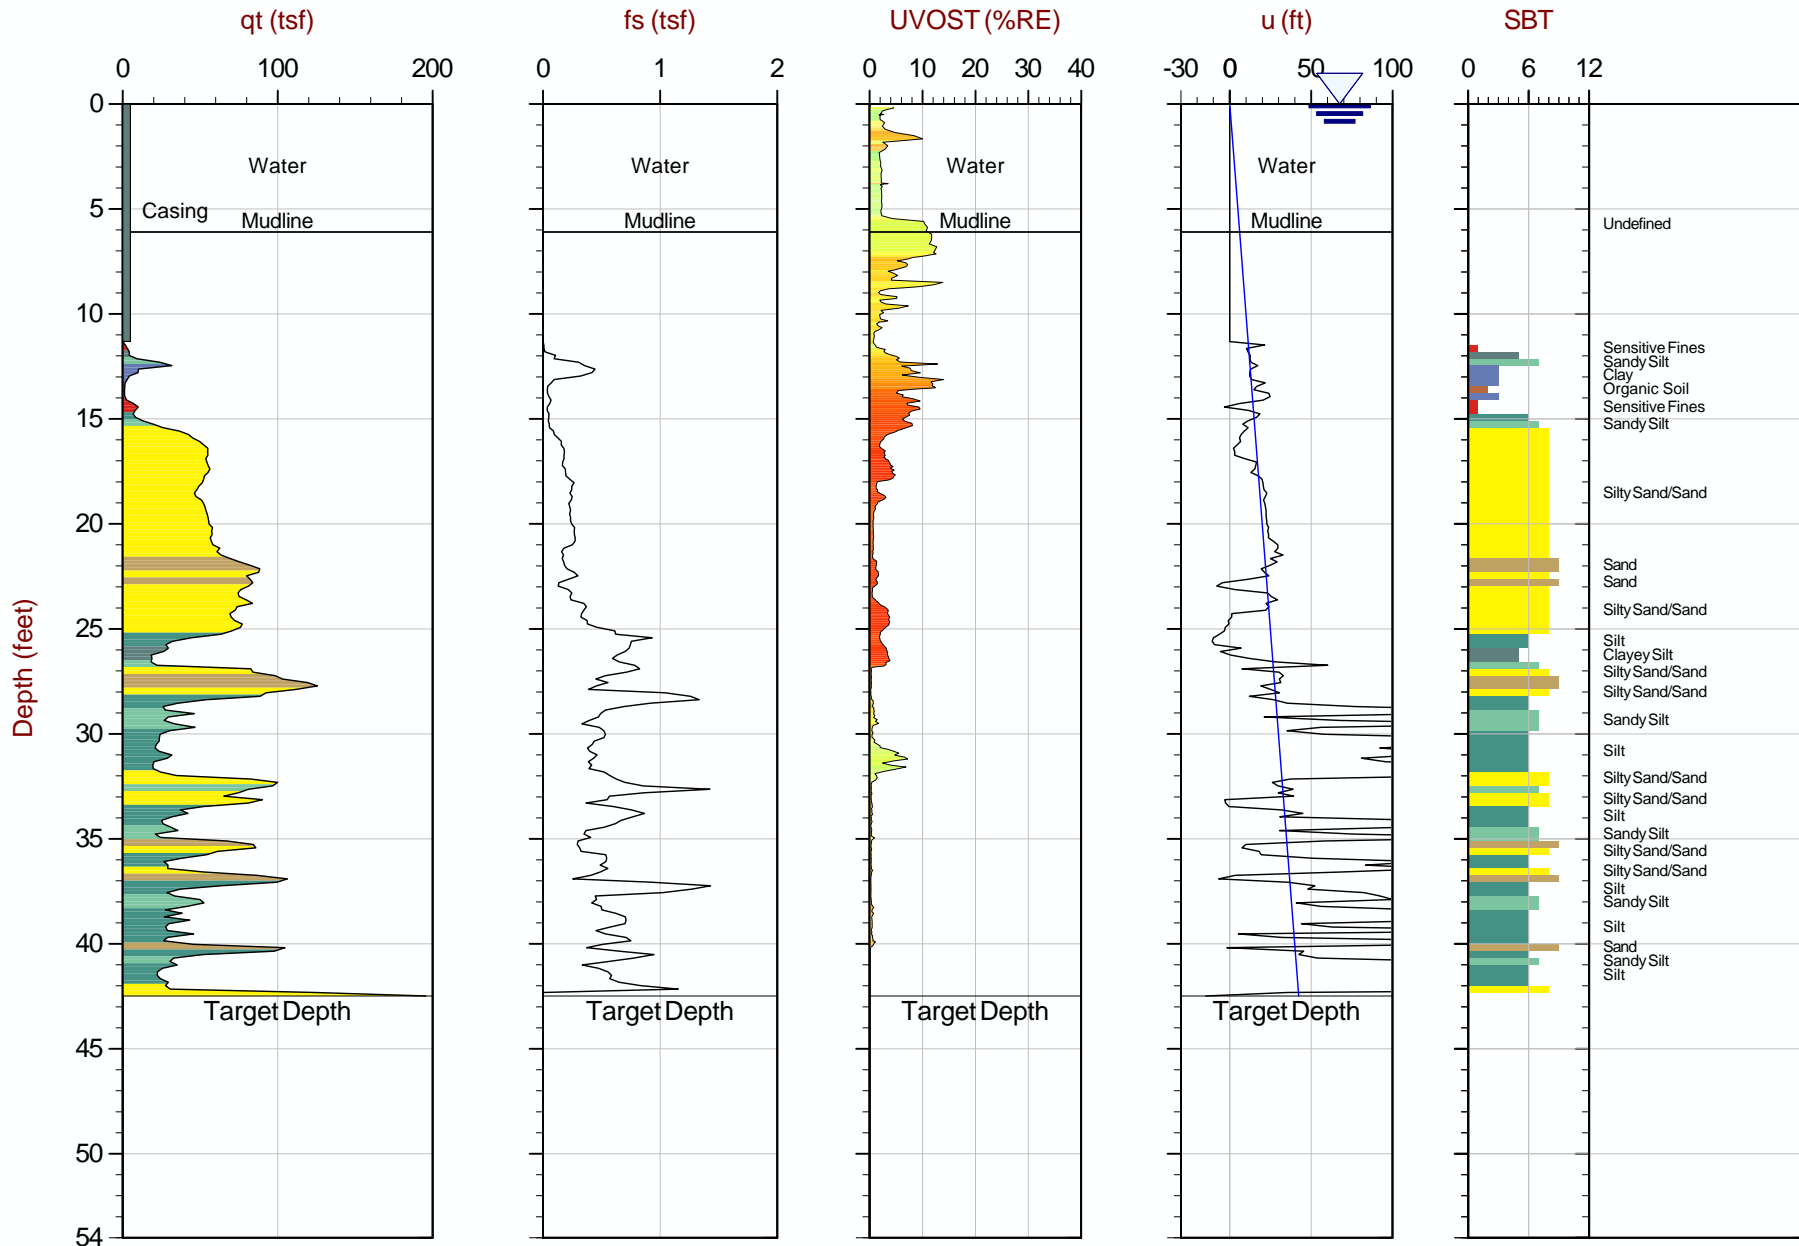 qt (tsf) fs (tsf) UVOST (%RE) u (ft) SBT
0 100 200 0 1 2 0 10 20 30 40 -30 0 50 100 0 6 12
0
Water Water Water Water
5
Casing
Mudline Mudline Mudline Mudline
Undefined
10
Sensitive Fines
Sandy Silt
Clay
Organic Soil
Sensitive Fines
15
Sandy Silt
Silty Sand/Sand
20
Sand
Sand
Silty Sand/Sand
25
Silt
Clayey Silt
Silty Sand/Sand
Silty Sand/Sand
Sandy Silt
30
Silt
Silty Sand/Sand
Silty Sand/Sand
Silt
Sandy Silt
35
Silty Sand/Sand
Silty Sand/Sand
Silt
Sandy Silt
Silt
40
Sand
Sandy Silt
Silt
Target Depth Target Depth Target Depth Target Depth
45
50
54
Depth (feet)